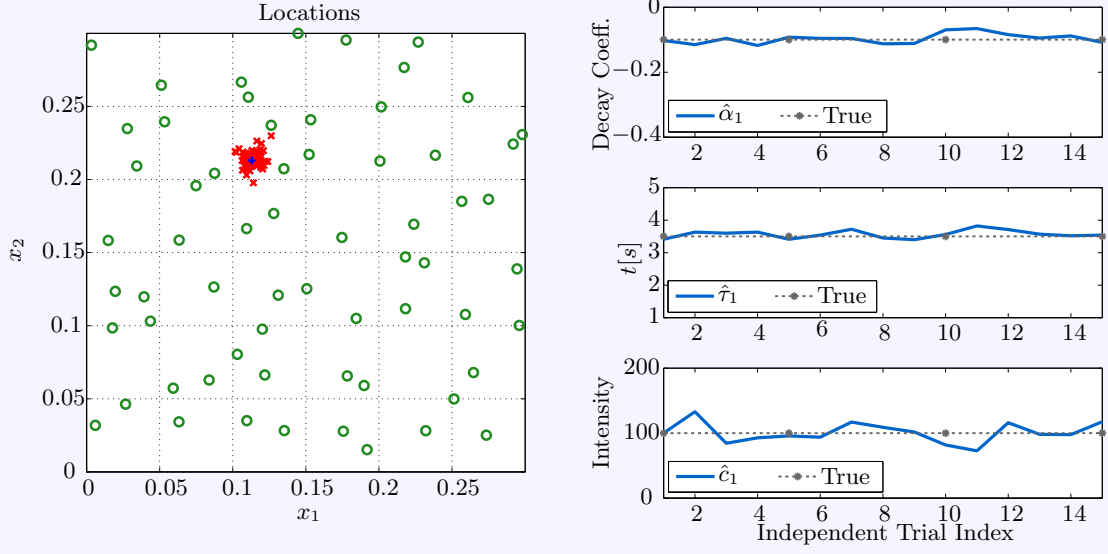 Locations
0.25
0.2
0.15
0.1
0.05
0
x₂
0 0.05 0.1 0.15 0.2 0.25
x₁
0
−0.2
−0.4
Decay Coeff.
α̂₁ True
2 4 6 8 10 12 14
5
4
3
2
1
t[s]
τ̂₁ True
2 4 6 8 10 12 14
200
100
0
Intensity
ĉ₁ True
2 4 6 8 10 12 14
Independent Trial Index